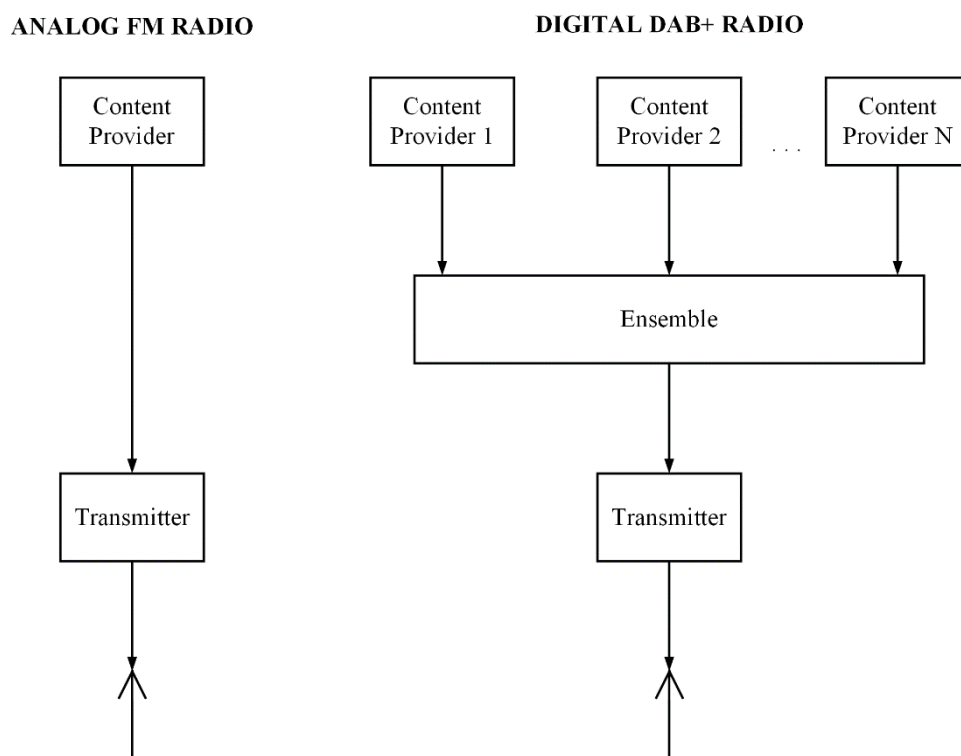 ANALOG FM RADIO
DIGITAL DAB+ RADIO
Content
Provider
Content
Provider 1
Content
Provider 2
. . .
Content
Provider N
Ensemble
Transmitter
Transmitter